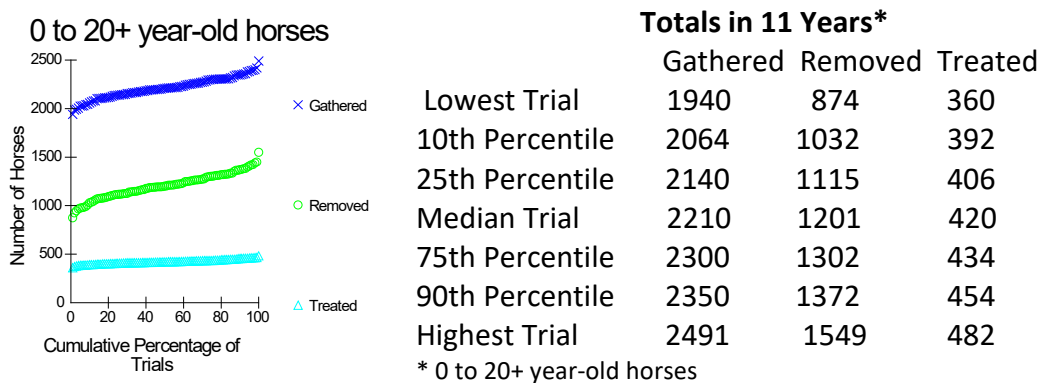 0 to 20+ year-old horses
2500
2000
1500
1000
500
0
Number of Horses
0 20 40 60 80 100
Cumulative Percentage of
Trials
Gathered
Removed
Treated
Totals in 11 Years*
Gathered Removed Treated
Lowest Trial 1940 874 360
10th Percentile 2064 1032 392
25th Percentile 2140 1115 406
Median Trial 2210 1201 420
75th Percentile 2300 1302 434
90th Percentile 2350 1372 454
Highest Trial 2491 1549 482
* 0 to 20+ year-old horses